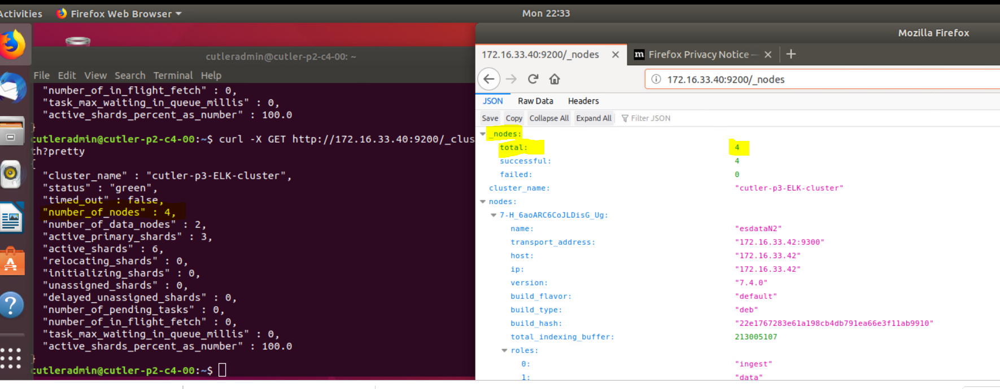 Activities Firefox Web Browser Mon 22:33
cutleradmin@cutler-p2-c4-00: ~
File Edit View Search Terminal Help
"number_of_in_flight_fetch" : 0,
"task_max_waiting_in_queue_millis" : 0,
"active_shards_percent_as_number" : 100.0
}
cutleradmin@cutler-p2-c4-00:~$ curl -X GET http://172.16.33.40:9200/_clus
th?pretty
{
"cluster_name" : "cutler-p3-ELK-cluster",
"status" : "green",
"timed_out" : false,
"number_of_nodes" : 4,
"number_of_data_nodes" : 2,
"active_primary_shards" : 3,
"active_shards" : 6,
"relocating_shards" : 0,
"initializing_shards" : 0,
"unassigned_shards" : 0,
"delayed_unassigned_shards" : 0,
"number_of_pending_tasks" : 0,
"number_of_in_flight_fetch" : 0,
"task_max_waiting_in_queue_millis" : 0,
"active_shards_percent_as_number" : 100.0
}
cutleradmin@cutler-p2-c4-00:~$
Mozilla Firefox
172.16.33.40:9200/_nodes × m Firefox Privacy Notice — × +
172.16.33.40:9200/_nodes
JSON Raw Data Headers
Save Copy Collapse All Expand All Filter JSON
_nodes:
total: 4
successful: 4
failed: 0
cluster_name: "cutler-p3-ELK-cluster"
nodes:
7-H_6aoARC6CoJLDisG_Ug:
name: "esdataN2"
transport_address: "172.16.33.42:9300"
host: "172.16.33.42"
ip: "172.16.33.42"
version: "7.4.0"
build_flavor: "default"
build_type: "deb"
build_hash: "22e1767283e61a198cb4db791ea66e3f11ab9910"
total_indexing_buffer: 213005107
roles:
0: "ingest"
1: "data"